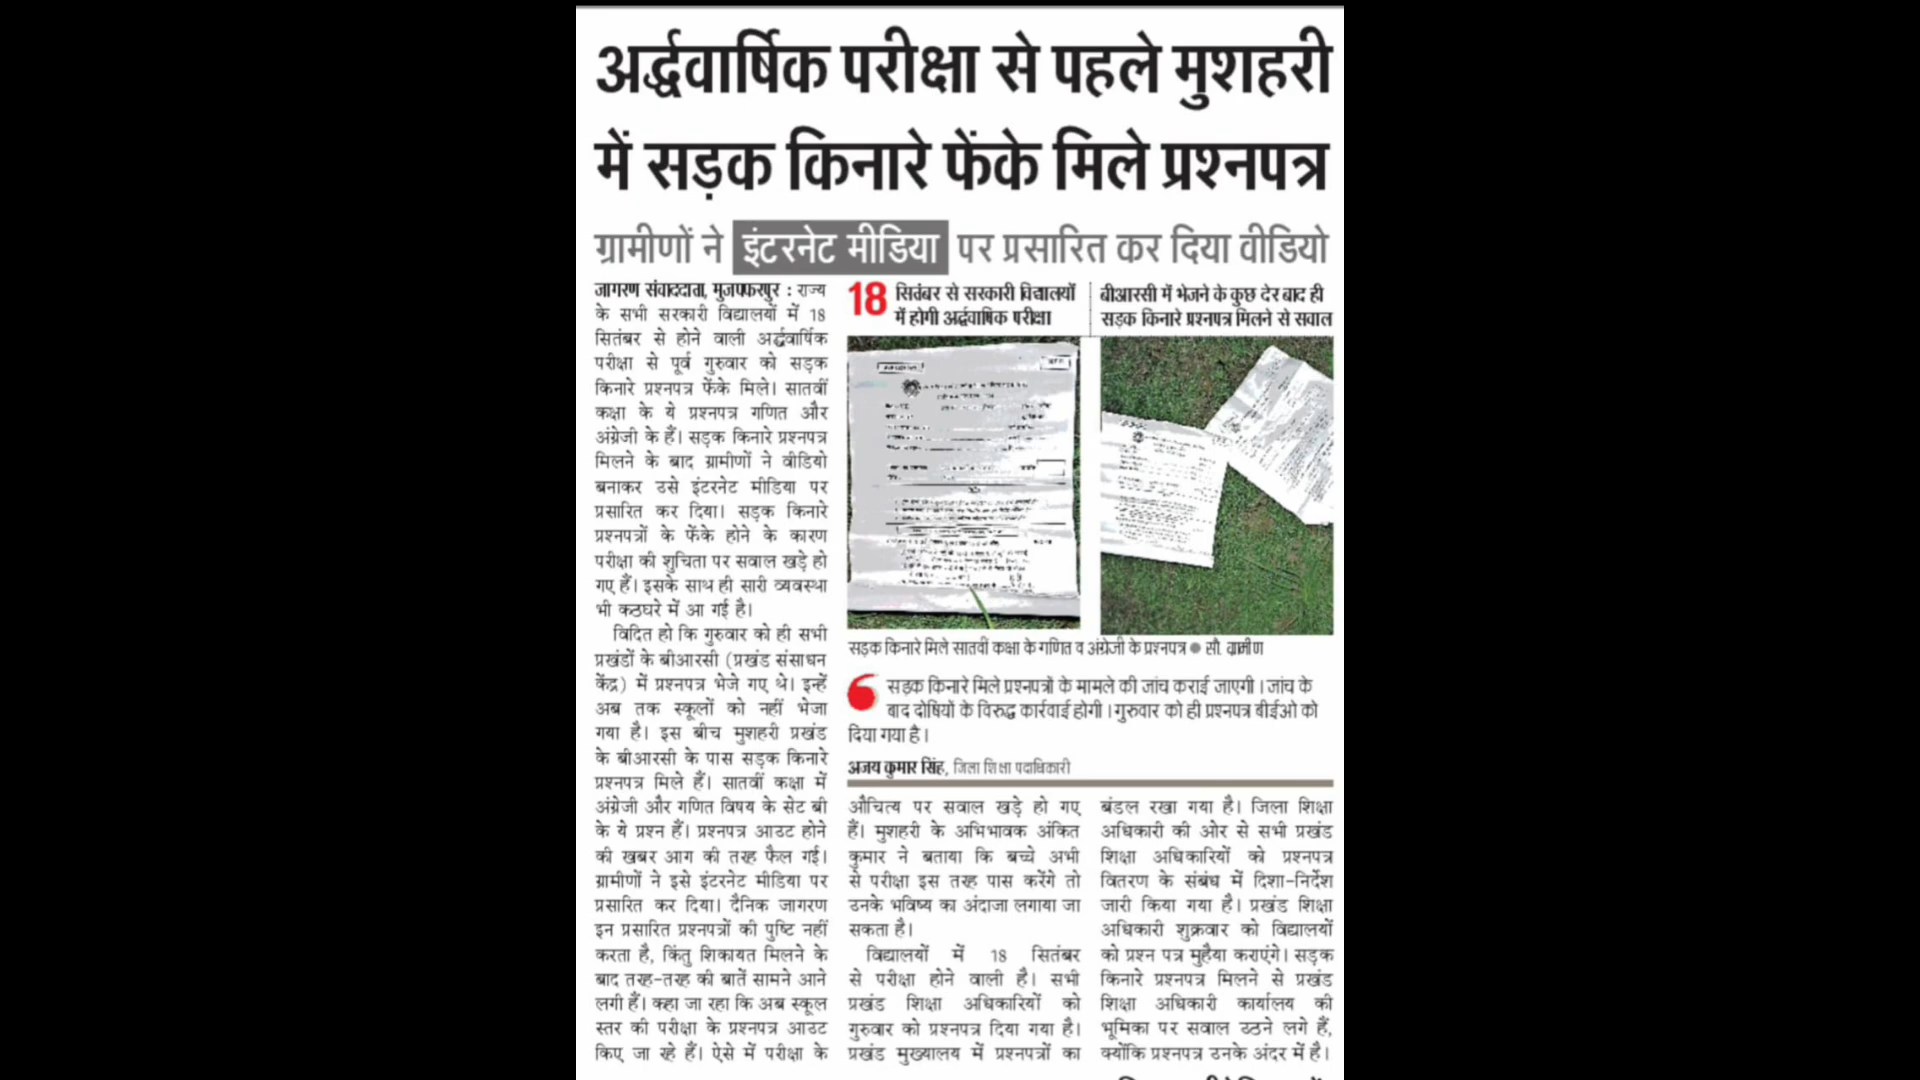 अर्द्धवार्षिक परीक्षा से पहले मुशहरी
में सड़क किनारे फेंके मिले प्रश्नपत्र
ग्रामीणों ने इंटरनेट मीडिया पर प्रसारित कर दिया वीडियो
जागरण संवाददाता, मुजफ्फरपुर : राज्य
के सभी सरकारी विद्यालयों में 18
सितंबर से होने वाली अर्द्धवार्षिक
परीक्षा से पूर्व गुरुवार को सड़क
किनारे प्रश्नपत्र फेंके मिले। सातवीं
कक्षा के ये प्रश्नपत्र गणित और
अंग्रेजी के हैं। सड़क किनारे प्रश्नपत्र
मिलने के बाद ग्रामीणों ने वीडियो
बनाकर उसे इंटरनेट मीडिया पर
प्रसारित कर दिया। सड़क किनारे
प्रश्नपत्रों के फेंके होने के कारण
परीक्षा की शुचिता पर सवाल खड़े हो
गए हैं। इसके साथ ही सारी व्यवस्था
भी कठघरे में आ गई है।
विदित हो कि गुरुवार को ही सभी
प्रखंडों के बीआरसी (प्रखंड संसाधन
केंद्र) में प्रश्नपत्र भेजे गए थे। इन्हें
अब तक स्कूलों को नहीं भेजा
गया है। इस बीच मुशहरी प्रखंड
के बीआरसी के पास सड़क किनारे
प्रश्नपत्र मिले हैं। सातवीं कक्षा में
अंग्रेजी और गणित विषय के सेट बी
के ये प्रश्न हैं। प्रश्नपत्र आउट होने
की खबर आग की तरह फैल गई।
ग्रामीणों ने इसे इंटरनेट मीडिया पर
प्रसारित कर दिया। दैनिक जागरण
इन प्रसारित प्रश्नपत्रों की पुष्टि नहीं
करता है, किंतु शिकायत मिलने के
बाद तरह-तरह की बातें सामने आने
लगी हैं। कहा जा रहा कि अब स्कूल
स्तर की परीक्षा के प्रश्नपत्र आउट
किए जा रहे हैं। ऐसे में परीक्षा के
18 सितंबर से सरकारी विद्यालयों
में होगी अर्द्धवार्षिक परीक्षा
बीआरसी में भेजने के कुछ देर बाद ही
सड़क किनारे प्रश्नपत्र मिलने से सवाल
सड़क किनारे मिले सातवीं कक्षा के गणित व अंग्रेजी के प्रश्नपत्र ● सौ. ग्रामीण
सड़क किनारे मिले प्रश्नपत्रों के मामले की जांच कराई जाएगी। जांच के
बाद दोषियों के विरुद्ध कार्रवाई होगी। गुरुवार को ही प्रश्नपत्र बीईओ को
दिया गया है।
अजय कुमार सिंह, जिला शिक्षा पदाधिकारी
औचित्य पर सवाल खड़े हो गए
हैं। मुशहरी के अभिभावक अंकित
कुमार ने बताया कि बच्चे अभी
से परीक्षा इस तरह पास करेंगे तो
उनके भविष्य का अंदाजा लगाया जा
सकता है।
विद्यालयों में 18 सितंबर
से परीक्षा होने वाली है। सभी
प्रखंड शिक्षा अधिकारियों को
गुरुवार को प्रश्नपत्र दिया गया है।
प्रखंड मुख्यालय में प्रश्नपत्रों का
बंडल रखा गया है। जिला शिक्षा
अधिकारी की ओर से सभी प्रखंड
शिक्षा अधिकारियों को प्रश्नपत्र
वितरण के संबंध में दिशा-निर्देश
जारी किया गया है। प्रखंड शिक्षा
अधिकारी शुक्रवार को विद्यालयों
को प्रश्न पत्र मुहैया कराएंगे। सड़क
किनारे प्रश्नपत्र मिलने से प्रखंड
शिक्षा अधिकारी कार्यालय की
भूमिका पर सवाल उठने लगे हैं,
क्योंकि प्रश्नपत्र उनके अंदर में है।